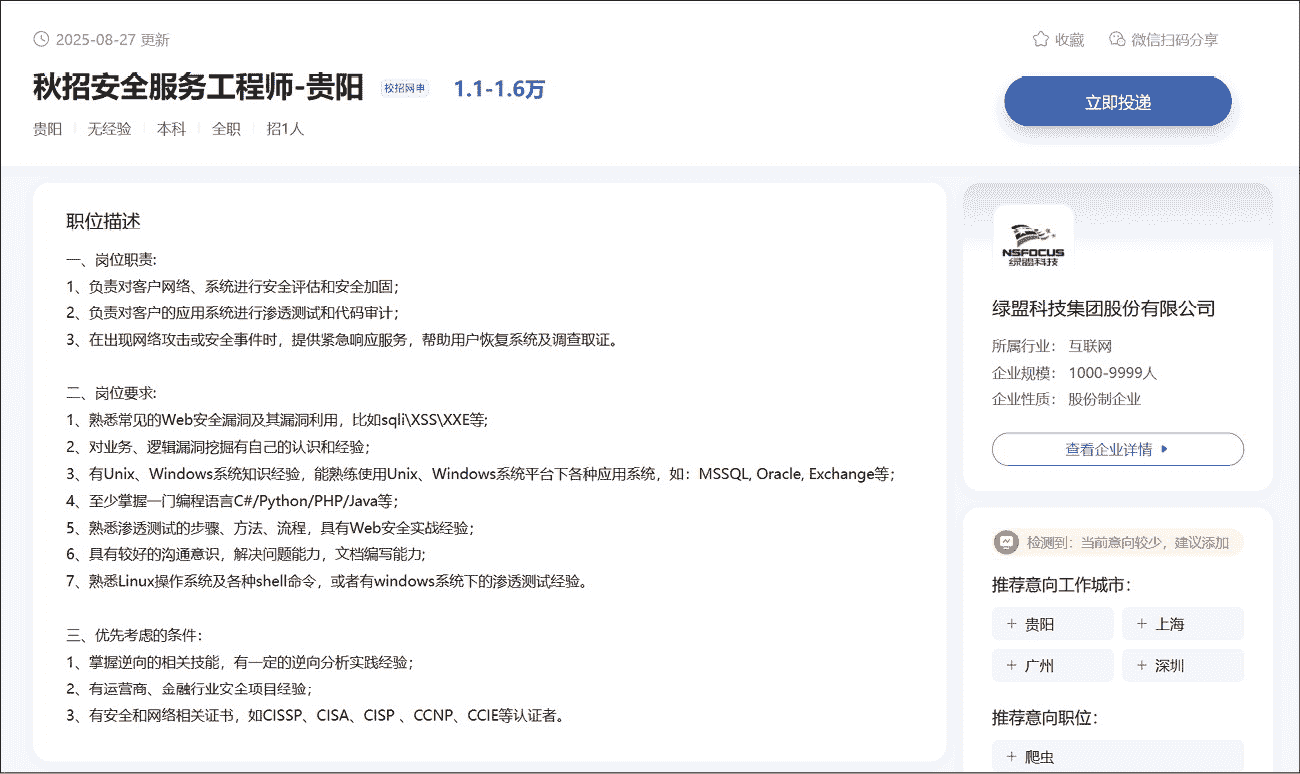 2025-08-27 更新
收藏
微信扫码分享
秋招安全服务工程师-贵阳
校招网申
1.1-1.6万
立即投递
贵阳
无经验
本科
全职
招1人
职位描述
一、岗位职责:
1、负责对客户网络、系统进行安全评估和安全加固;
2、负责对客户的应用系统进行渗透测试和代码审计;
3、在出现网络攻击或安全事件时，提供紧急响应服务，帮助用户恢复系统及调查取证。
二、岗位要求:
1、熟悉常见的Web安全漏洞及其漏洞利用，比如sqli\XSS\XXE等;
2、对业务、逻辑漏洞挖掘有自己的认识和经验;
3、有Unix、Windows系统知识经验，能熟练使用Unix、Windows系统平台下各种应用系统，如：MSSQL, Oracle, Exchange等;
4、至少掌握一门编程语言C#/Python/PHP/Java等;
5、熟悉渗透测试的步骤、方法、流程，具有Web安全实战经验;
6、具有较好的沟通意识，解决问题能力，文档编写能力;
7、熟悉Linux操作系统及各种shell命令，或者有windows系统下的渗透测试经验。
三、优先考虑的条件:
1、掌握逆向的相关技能，有一定的逆向分析实践经验;
2、有运营商、金融行业安全项目经验;
3、有安全和网络相关证书，如CISSP、CISA、CISP 、CCNP、CCIE等认证者。
NSFOCUS
绿盟科技
绿盟科技集团股份有限公司
所属行业： 互联网
企业规模： 1000-9999人
企业性质： 股份制企业
查看企业详情
检测到：当前意向较少，建议添加
推荐意向工作城市：
+ 贵阳
+ 上海
+ 广州
+ 深圳
推荐意向职位：
+ 爬虫